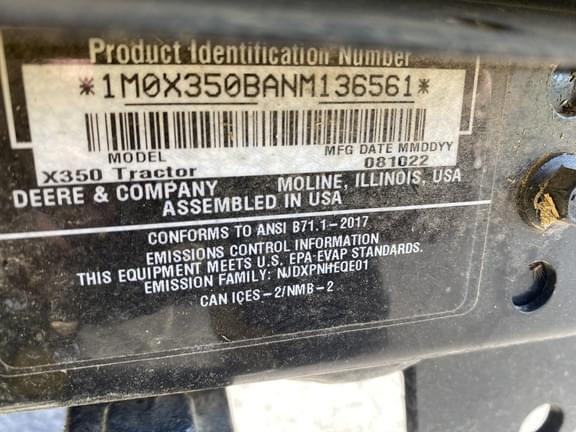 Product Identification Number
*1M0X350BANM136561*
MODEL MFG DATE MMDDYY
X350 Tractor 081022
DEERE & COMPANY MOLINE, ILLINOIS, USA
ASSEMBLED IN USA
CONFORMS TO ANSI B71.1-2017
EMISSIONS CONTROL INFORMATION
THIS EQUIPMENT MEETS U.S. EPA EVAP STANDARDS.
EMISSION FAMILY: NJDXPNHEQE01
CAN ICES-2/NMB-2